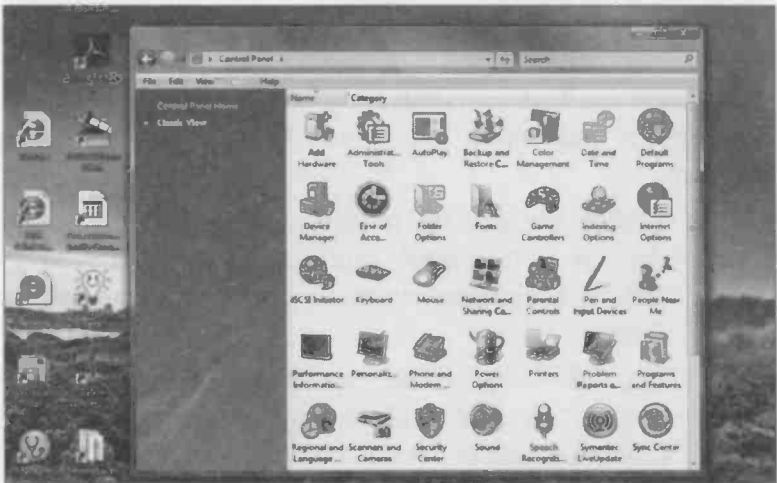 Control Panel
Search
File Edit View Help
Control Panel Home
Classic View
Name Category
Add Hardware
Administrat... Tools
AutoPlay
Backup and Restore C...
Color Management
Date and Time
Default Programs
Device Manager
Ease of Acce...
Folder Options
Fonts
Game Controllers
Indexing Options
Internet Options
iSCSI Initiator
Keyboard
Mouse
Network and Sharing Ce...
Parental Controls
Pen and Input Devices
People Near Me
Performance Informatio...
Personaliz...
Phone and Modem ...
Power Options
Printers
Problem Reports a...
Programs and Features
Regional and Language ...
Scanners and Cameras
Security Center
Sound
Speech Recognit...
Symantec LiveUpdate
Sync Center